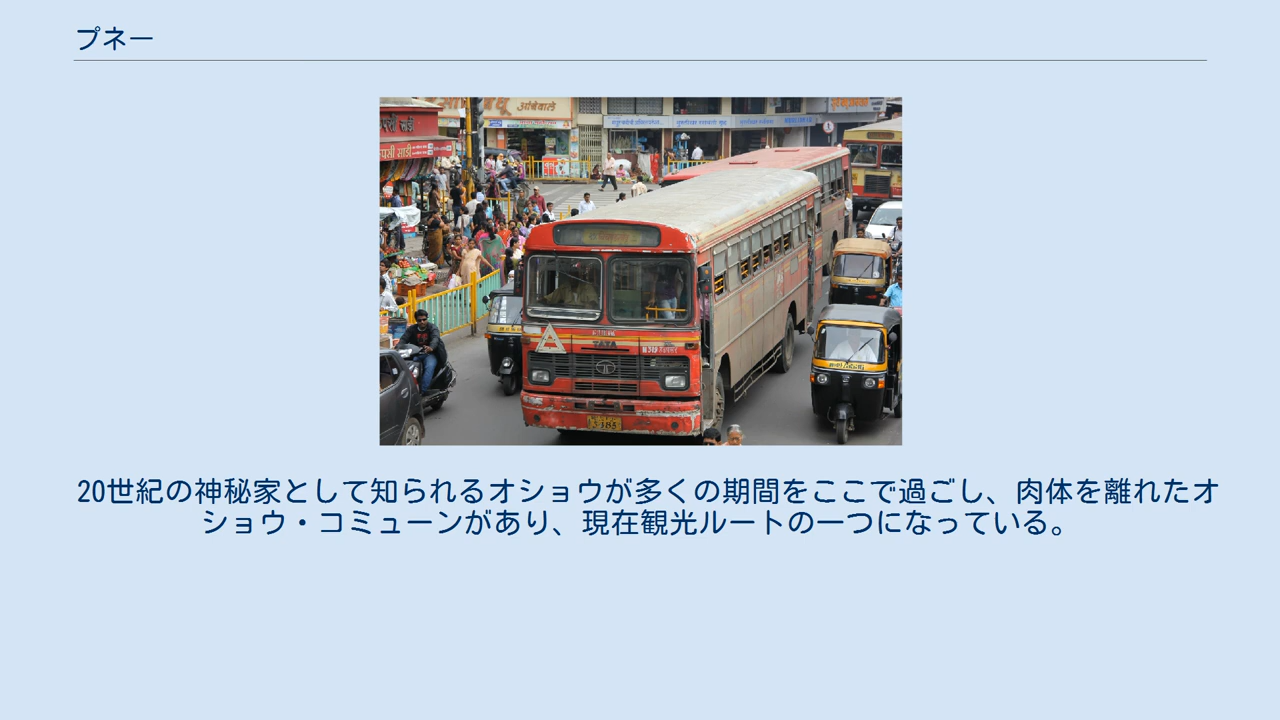 プネー
आंबेवाले
TATA
20世紀の神秘家として知られるオショウが多くの期間をここで過ごし、肉体を離れたオ
ショウ・コミューンがあり、現在観光ルートの一つになっている。